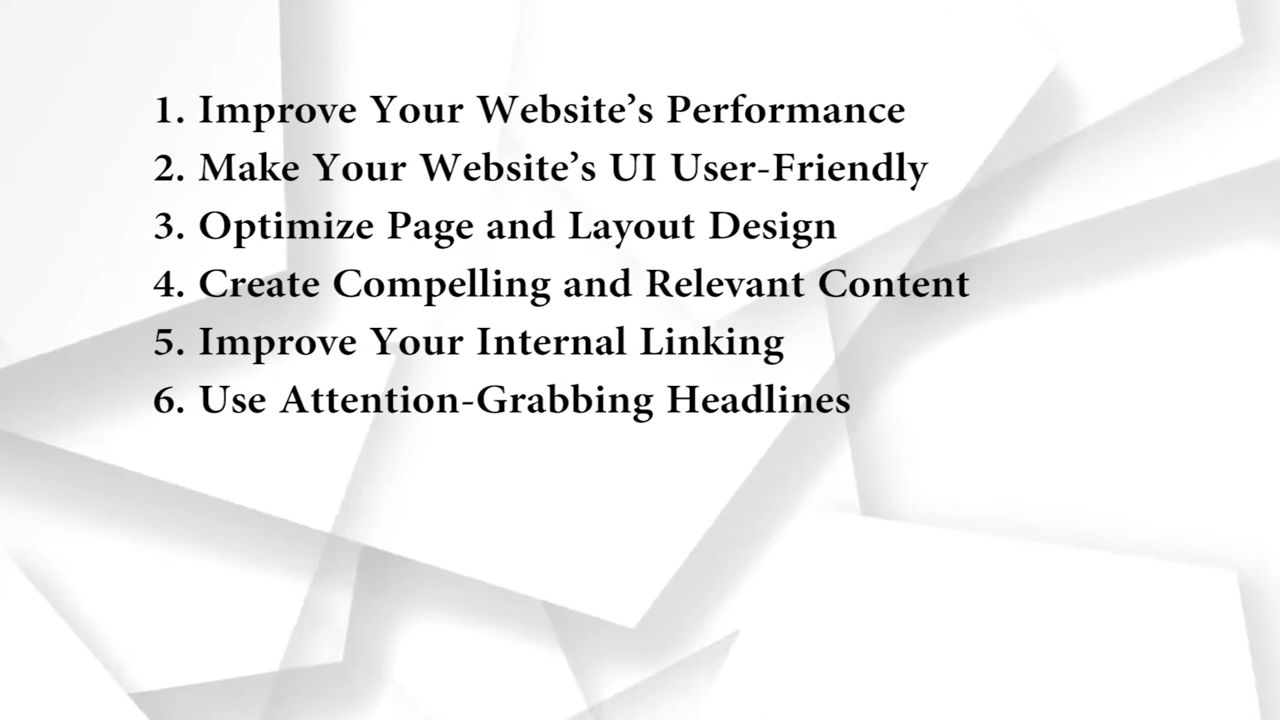 1. Improve Your Website’s Performance
2. Make Your Website’s UI User-Friendly
3. Optimize Page and Layout Design
4. Create Compelling and Relevant Content
5. Improve Your Internal Linking
6. Use Attention-Grabbing Headlines